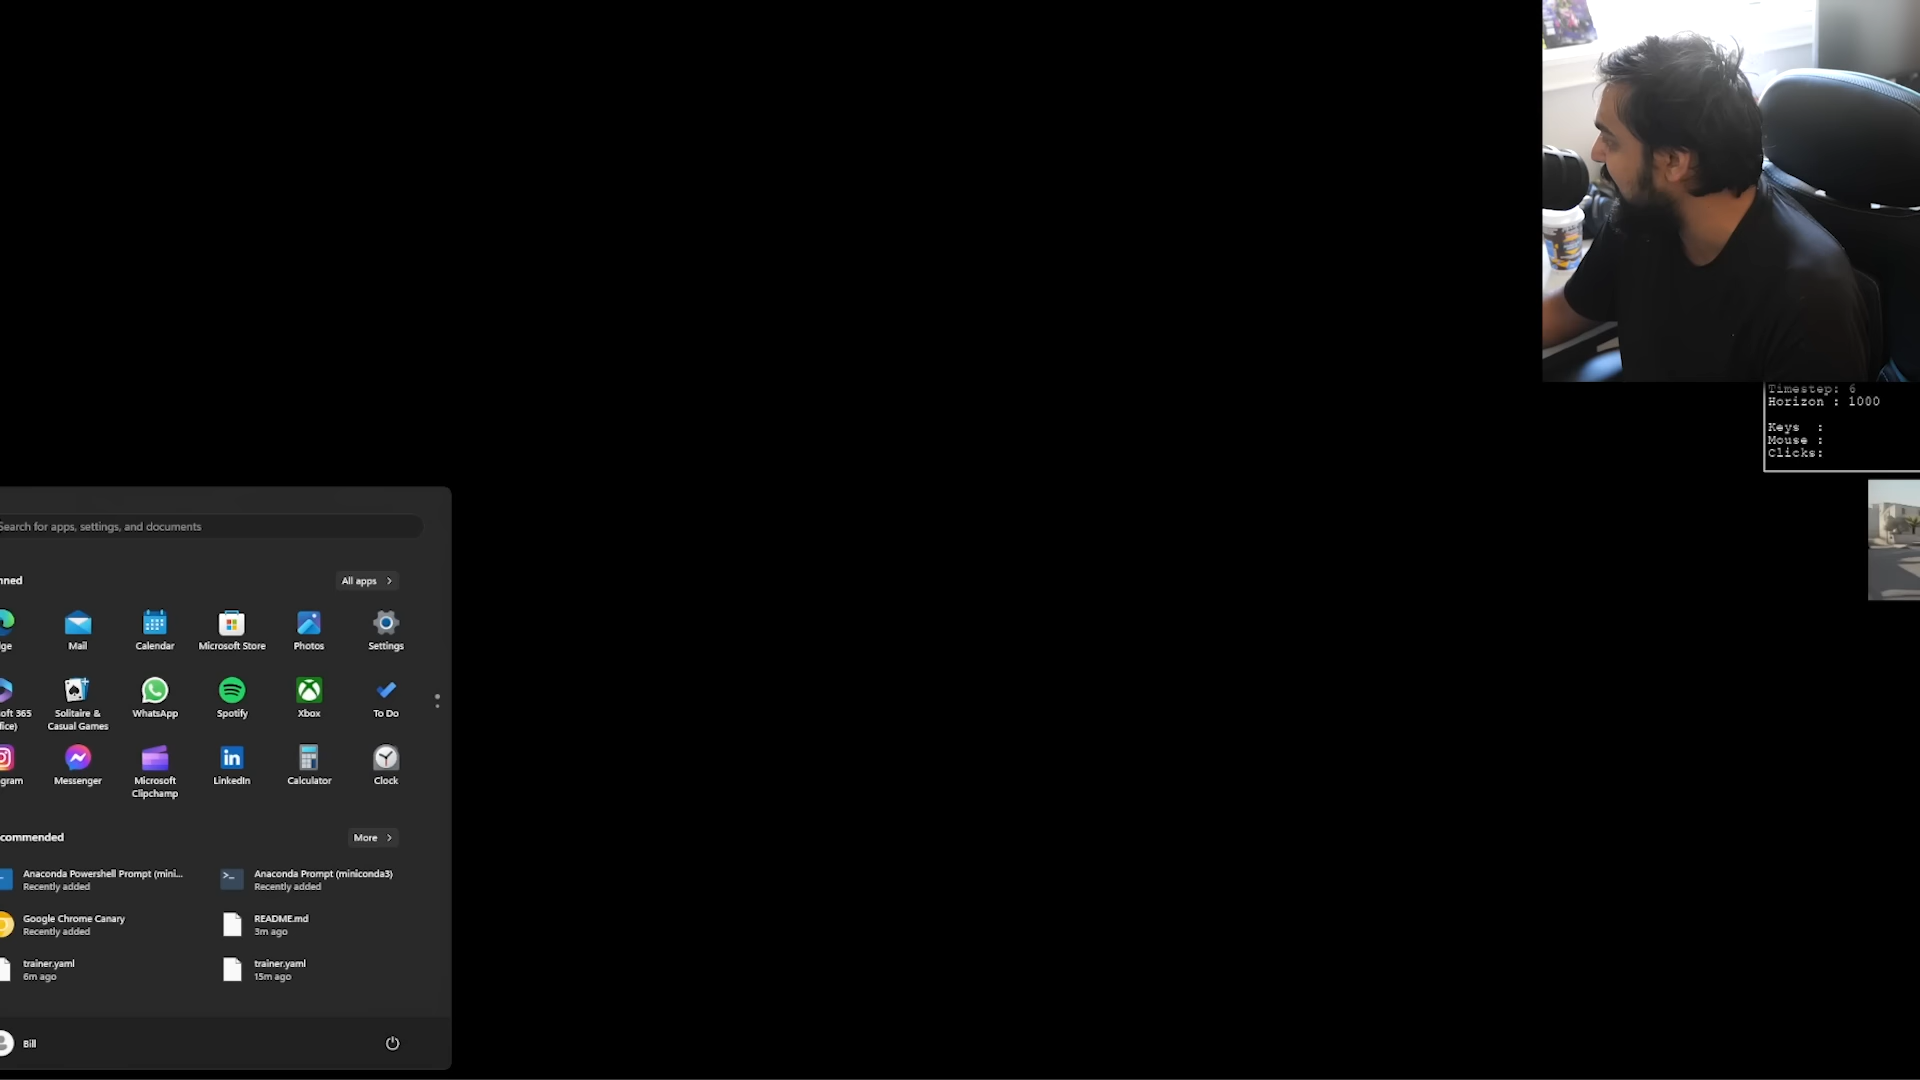 Timestep: 6
Horizon : 1000
Keys :
Mouse :
Clicks:
Search for apps, settings, and documents
nned
All apps
ge
Mail
Calendar
Microsoft Store
Photos
Settings
oft 365
fice)
Solitaire &
Casual Games
WhatsApp
Spotify
Xbox
To Do
gram
Messenger
Microsoft
Clipchamp
LinkedIn
Calculator
Clock
commended
More
Anaconda Powershell Prompt (mini...
Recently added
Anaconda Prompt (miniconda3)
Recently added
Google Chrome Canary
Recently added
README.md
3m ago
trainer.yaml
6m ago
trainer.yaml
15m ago
Bill